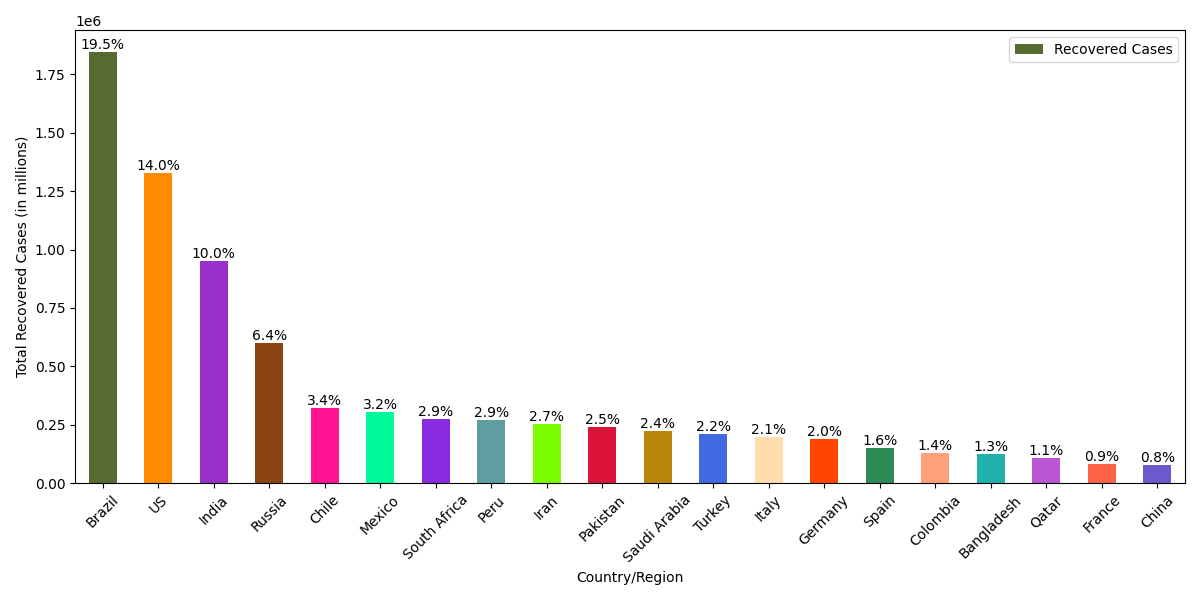 1e6
Recovered Cases
Total Recovered Cases (in millions)
1.75
1.50
1.25
1.00
0.75
0.50
0.25
0.00
19.5%
14.0%
10.0%
6.4%
3.4%
3.2%
2.9%
2.9%
2.7%
2.5%
2.4%
2.2%
2.1%
2.0%
1.6%
1.4%
1.3%
1.1%
0.9%
0.8%
Brazil
US
India
Russia
Chile
Mexico
South Africa
Peru
Iran
Pakistan
Saudi Arabia
Turkey
Italy
Germany
Spain
Colombia
Bangladesh
Qatar
France
China
Country/Region